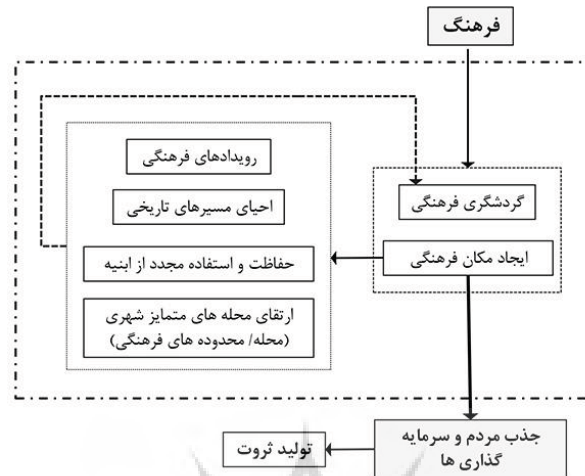 فرهنگ
گردشگری فرهنگی
ایجاد مکان فرهنگی
رویدادهای فرهنگی
احیای مسیرهای تاریخی
حفاظت و استفاده مجدد از ابنیه
ارتقای محله های متمایز شهری
(محله/ محدوده های فرهنگی)
جذب مردم و سرمایه
گذاری ها
تولید ثروت